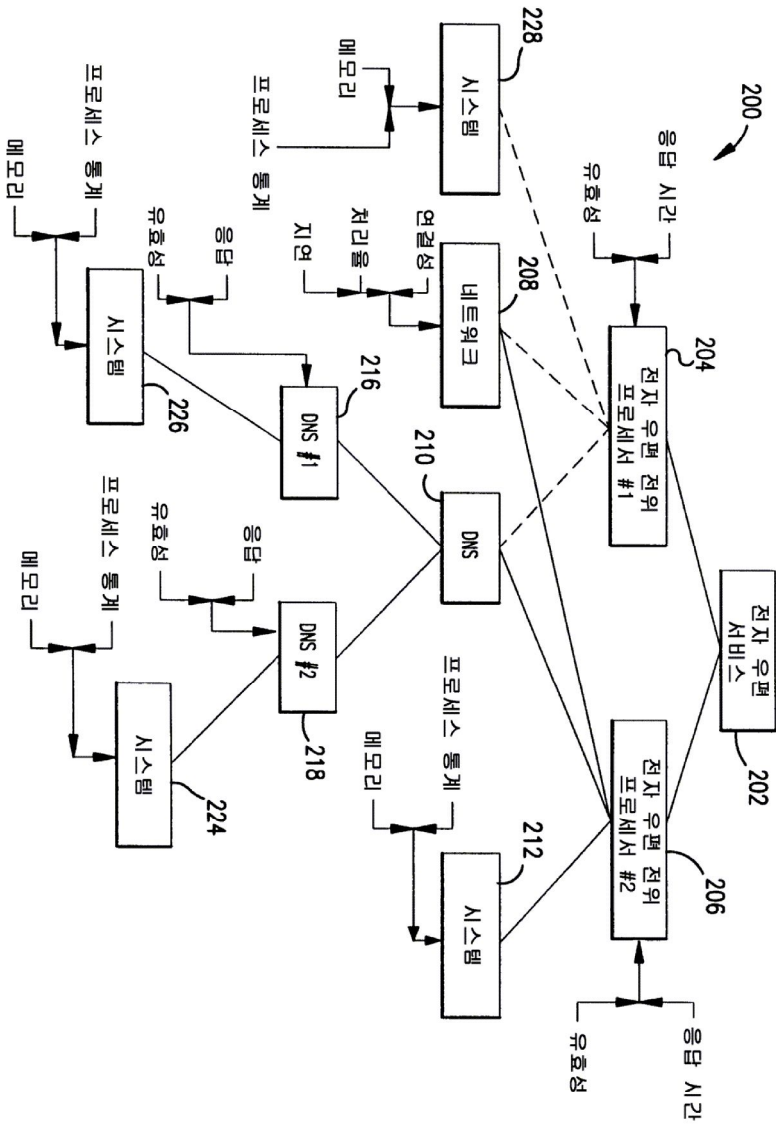 200
전자 우편
서비스
202
응답 시간
유효성
204
전자 우편 전위
프로세서 #1
전자 우편 전위
프로세서 #2
206
응답 시간
유효성
228
시스템
메모리
프로세스 통계
208
네트워크
연결성
처리율
지연
210
DNS
212
시스템
프로세스 통계
메모리
216
DNS #1
응답
유효성
DNS #2
218
응답
유효성
시스템
226
프로세스 통계
메모리
시스템
224
프로세스 통계
메모리